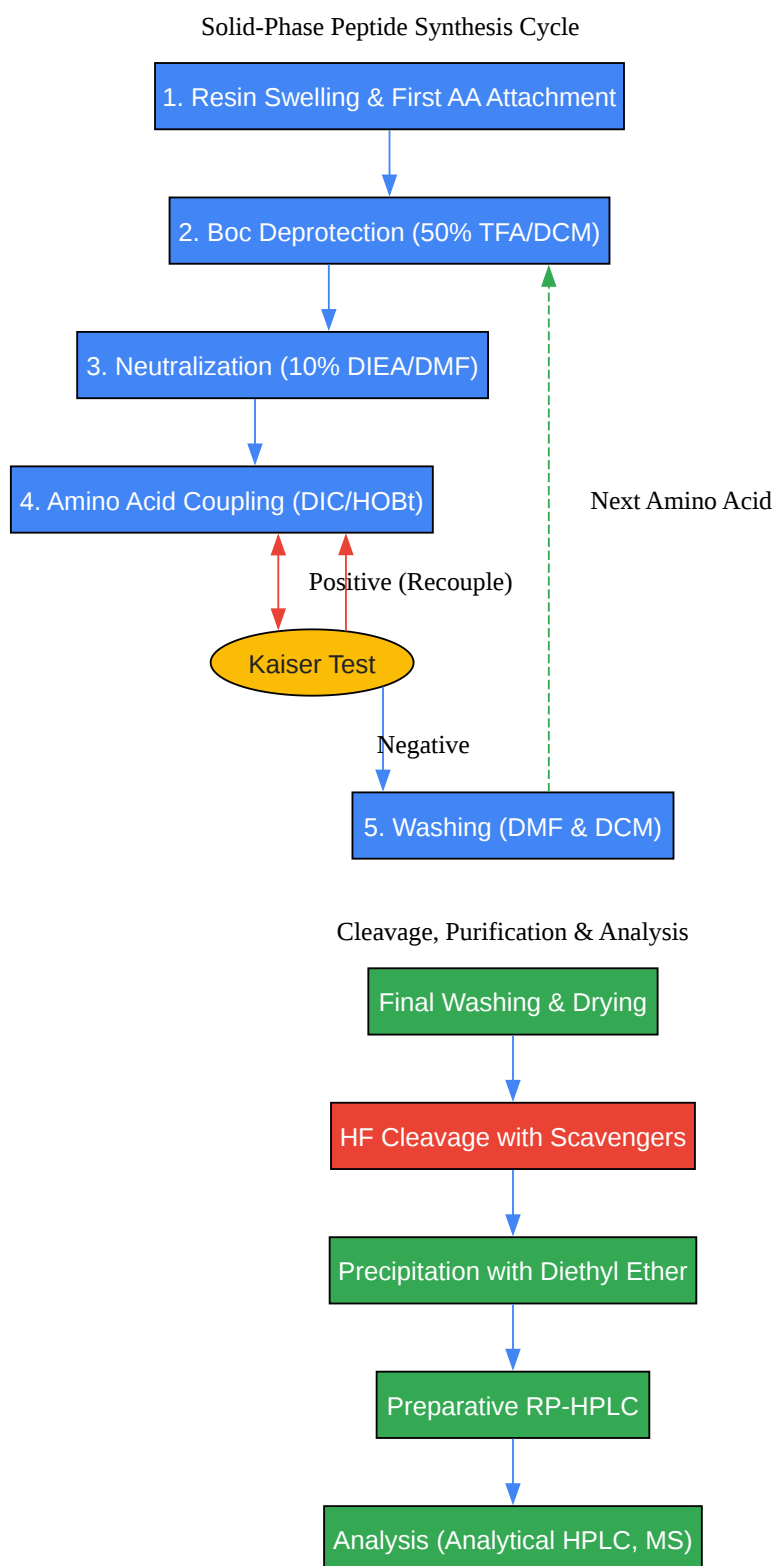 Solid-Phase Peptide Synthesis Cycle
1. Resin Swelling & First AA Attachment
2. Boc Deprotection (50% TFA/DCM)
3. Neutralization (10% DIEA/DMF)
4. Amino Acid Coupling (DIC/HOBt)
Next Amino Acid
Positive (Recouple)
Kaiser Test
Negative
5. Washing (DMF & DCM)
Cleavage, Purification & Analysis
Final Washing & Drying
HF Cleavage with Scavengers
Precipitation with Diethyl Ether
Preparative RP-HPLC
Analysis (Analytical HPLC, MS)